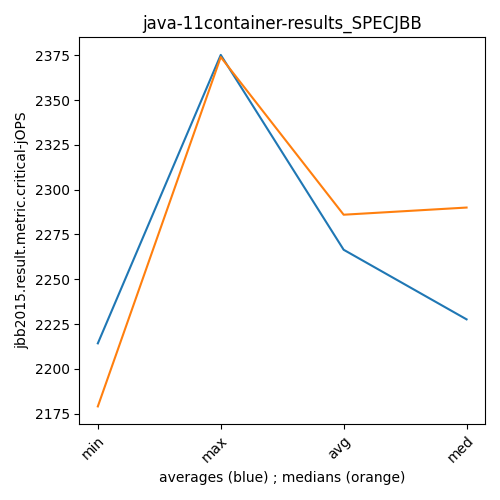 java-11container-results_SPECJBB
jbb2015.result.metric.critical-jOPS
2375
2350
2325
2300
2275
2250
2225
2200
2175
min
max
avg
med
averages (blue) ; medians (orange)